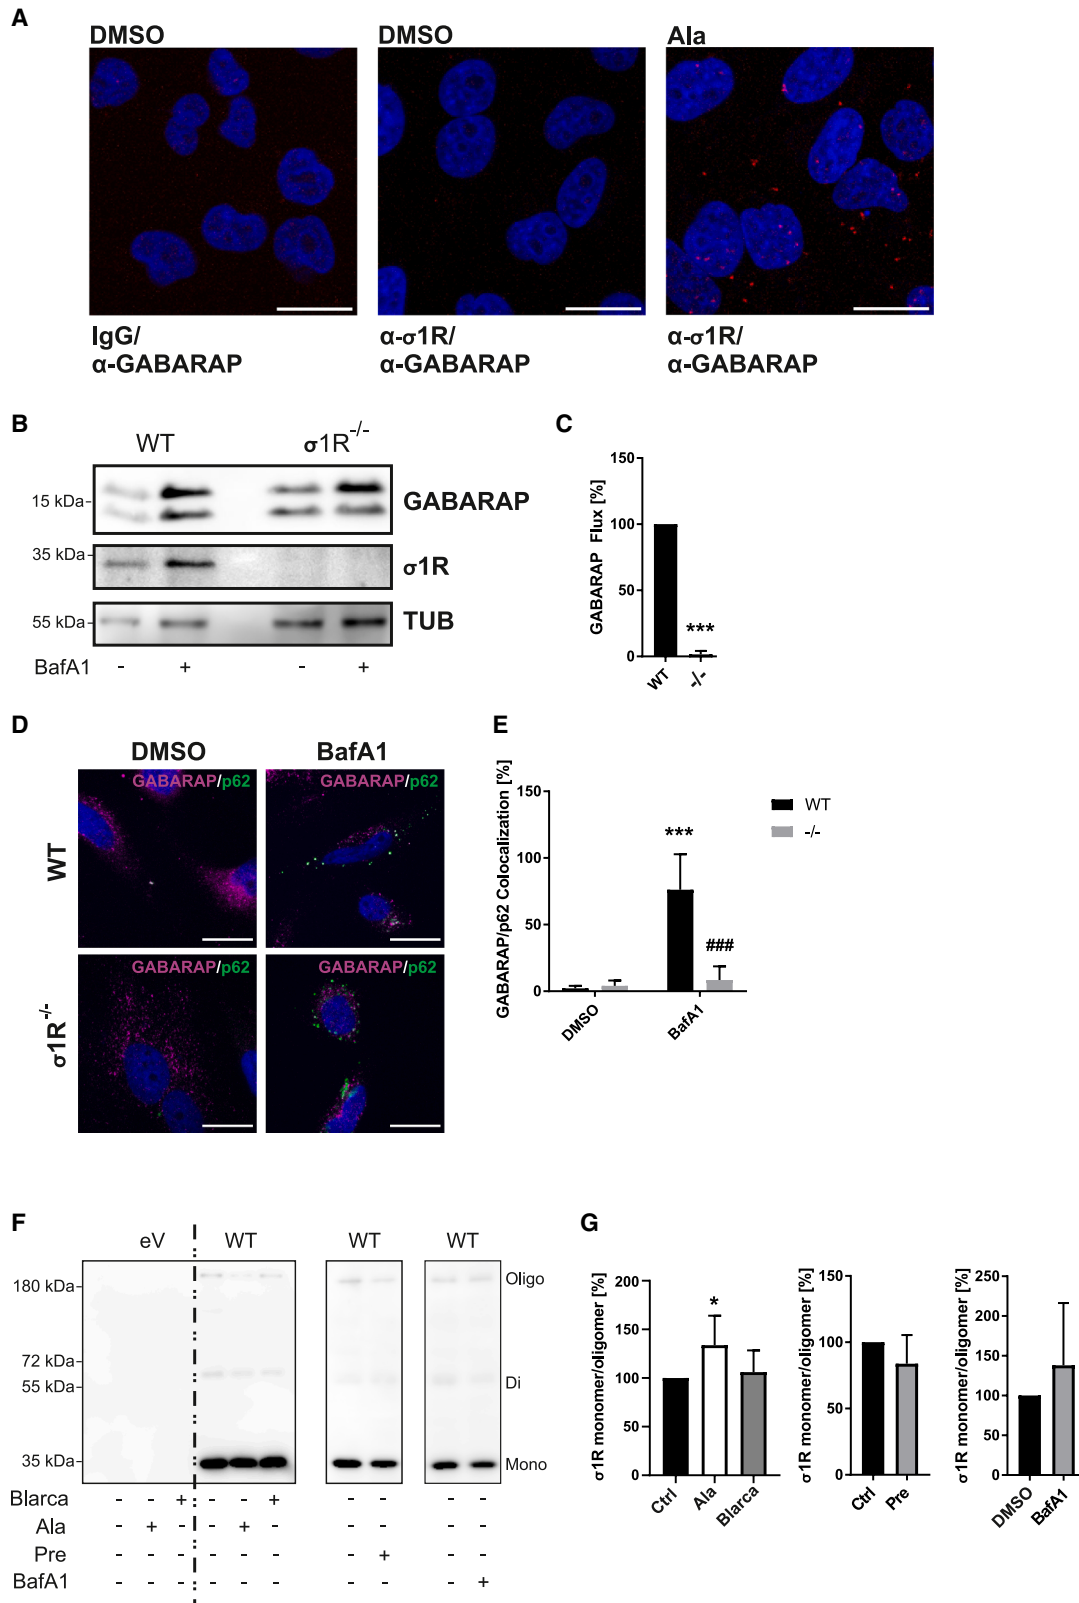 A
DMSO
DMSO
Ala
IgG/
α-GABARAP
α-σ1R/
α-GABARAP
α-σ1R/
α-GABARAP
B
WT
σ1R-/-
15 kDa-
GABARAP
35 kDa-
σ1R
55 kDa-
TUB
BafA1
- + - +
C
GABARAP Flux [%]
150
100
50
0
***
WT
-/-
D
DMSO
BafA1
WT
GABARAP/p62
GABARAP/p62
σ1R-/-
GABARAP/p62
GABARAP/p62
E
GABARAP/p62 Colocalization [%]
150
100
50
0
***
###
DMSO
BafA1
WT
-/-
F
eV
WT
WT
WT
180 kDa-
72 kDa-
55 kDa-
35 kDa-
Oligo
Di
Mono
Blarca - - + - - + - - - -
Ala - + - - + - - - - -
Pre - - - - - - - + - -
BafA1 - - - - - - - - - +
G
σ1R monomer/oligomer [%]
200
150
100
50
0
*
Ctrl
Ala
Blarca
σ1R monomer/oligomer [%]
150
100
50
0
Ctrl
Pre
σ1R monomer/oligomer [%]
250
200
150
100
50
0
DMSO
BafA1